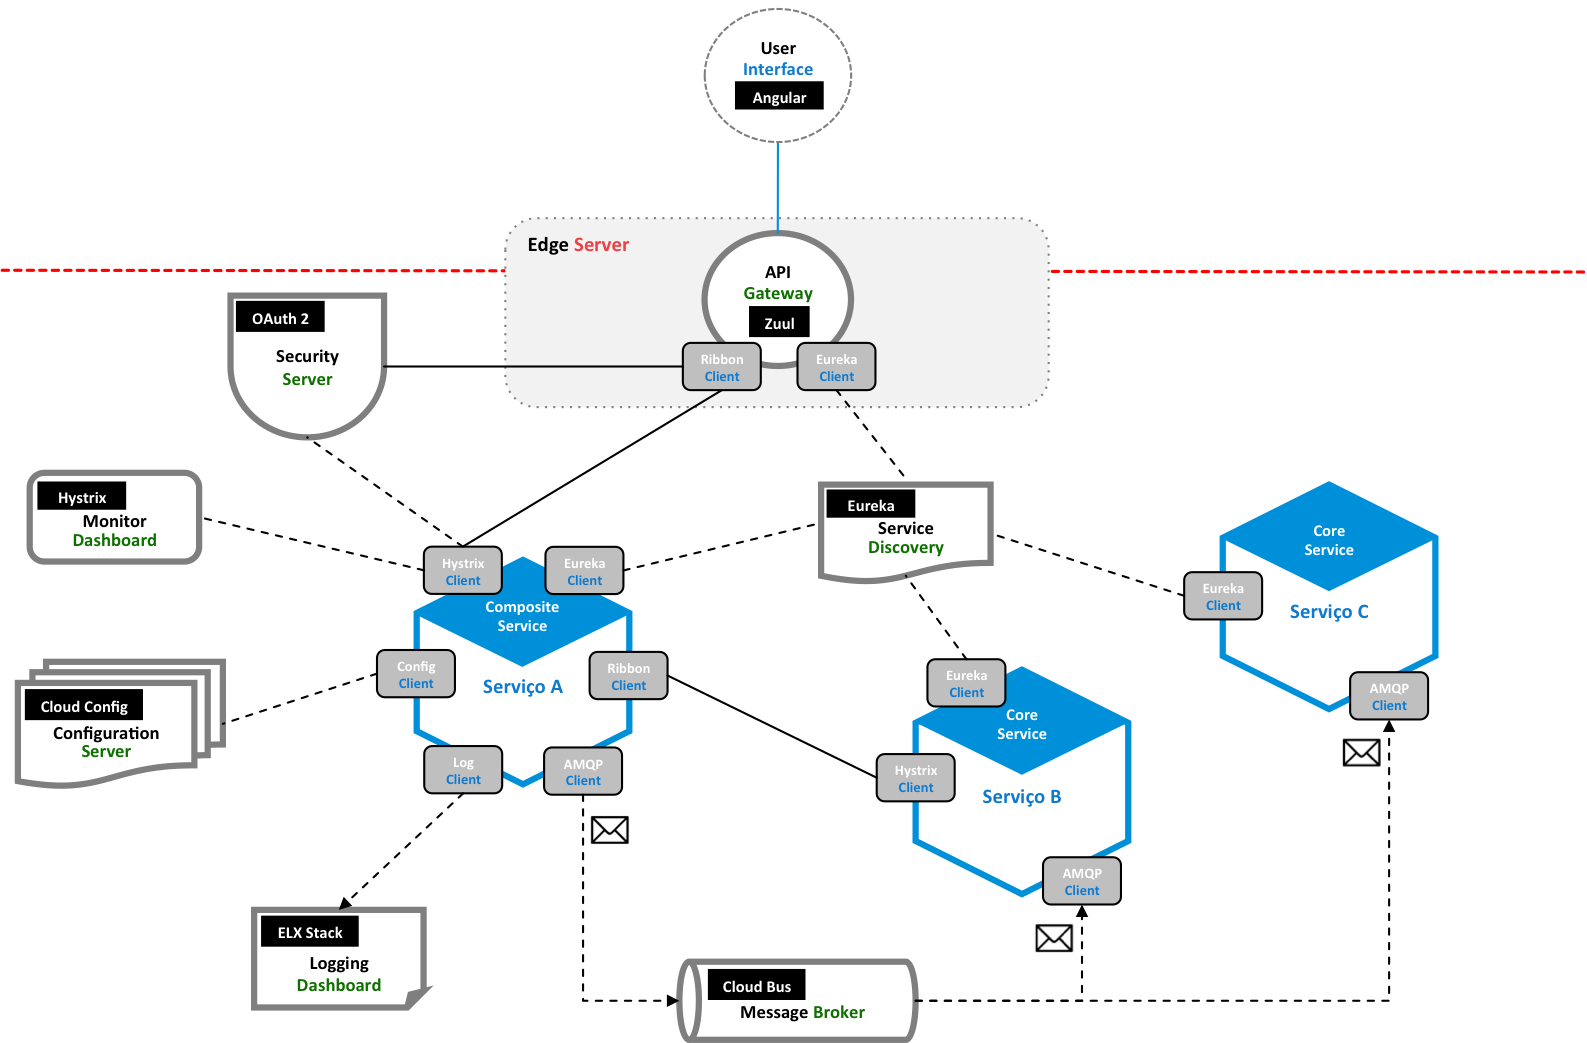 User
Interface
Angular
Edge Server
API
Gateway
Zuul
Ribbon
Client
Eureka
Client
OAuth 2
Security
Server
Hystrix
Monitor
Dashboard
Hystrix
Client
Eureka
Client
Composite
Service
Serviço A
Config
Client
Ribbon
Client
Log
Client
AMQP
Client
Cloud Config
Configuration
Server
Eureka
Service
Discovery
Core
Service
Eureka
Client
Serviço C
AMQP
Client
Eureka
Client
Core
Service
Hystrix
Client
Serviço B
AMQP
Client
ELX Stack
Logging
Dashboard
Cloud Bus
Message Broker